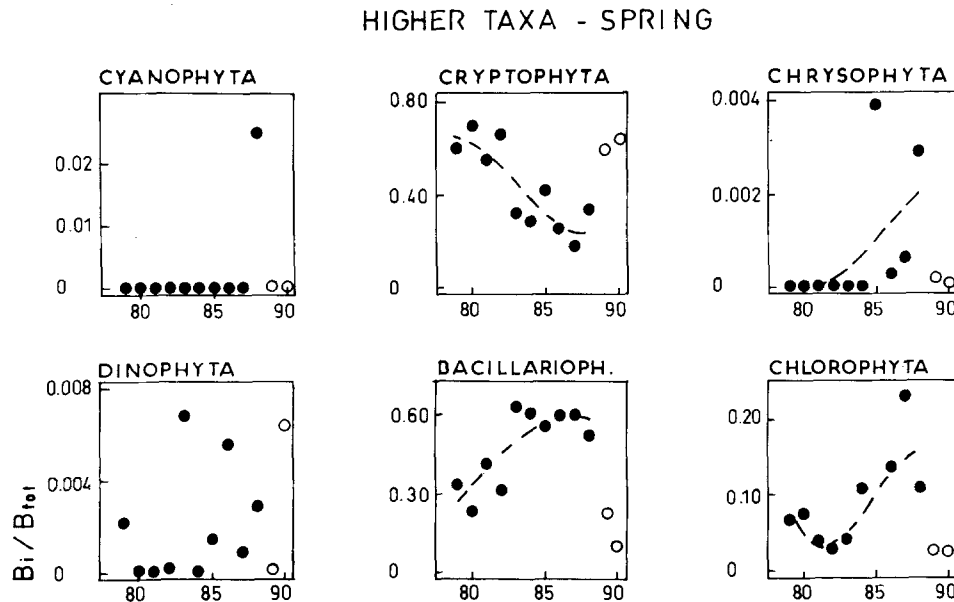 HIGHER TAXA - SPRING
CYANOPHYTA
0.02
0.01
0
80 85 90
CRYPTOPHYTA
0.80
0.40
0
80 85 90
CHRYSOPHYTA
0.004
0.002
0
80 85 90
DINOPHYTA
0.008
0.004
0
80 85 90
Bi / Btot
BACILLARIOPH.
0.60
0.30
0
80 85 90
CHLOROPHYTA
0.20
0.10
0
80 85 90